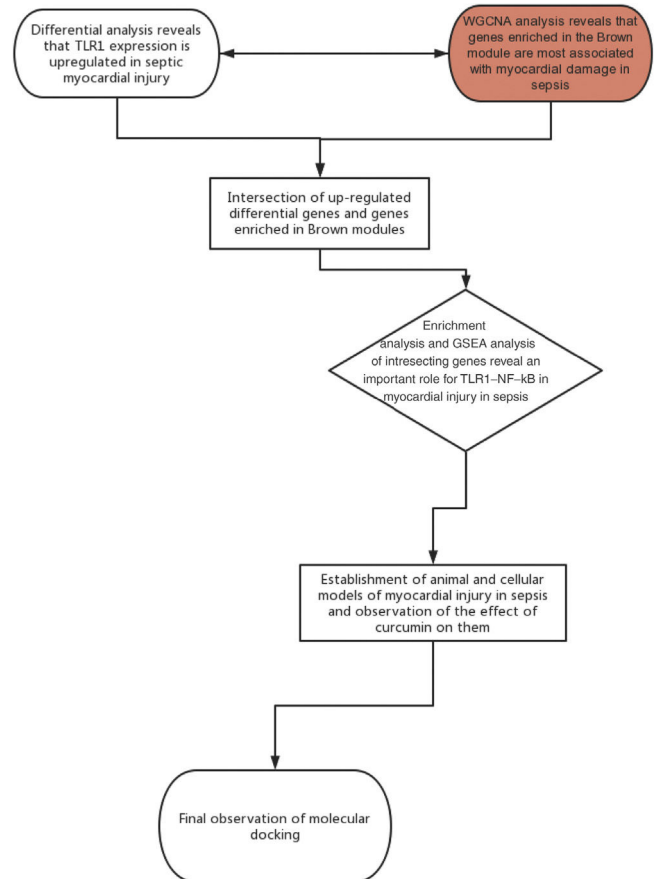 Differential analysis reveals
that TLR1 expression is
upregulated in septic
myocardial injury
WGCNA analysis reveals that
genes enriched in the Brown
module are most associated
with myocardial damage in
sepsis
Intersection of up-regulated
differential genes and genes
enriched in Brown modules
Enrichment
analysis and GSEA analysis
of intresecting genes reveal an
important role for TLR1–NF–kB in
myocardial injury in sepsis
Establishment of animal and cellular
models of myocardial injury in sepsis
and observation of the effect of
curcumin on them
Final observation of molecular
docking